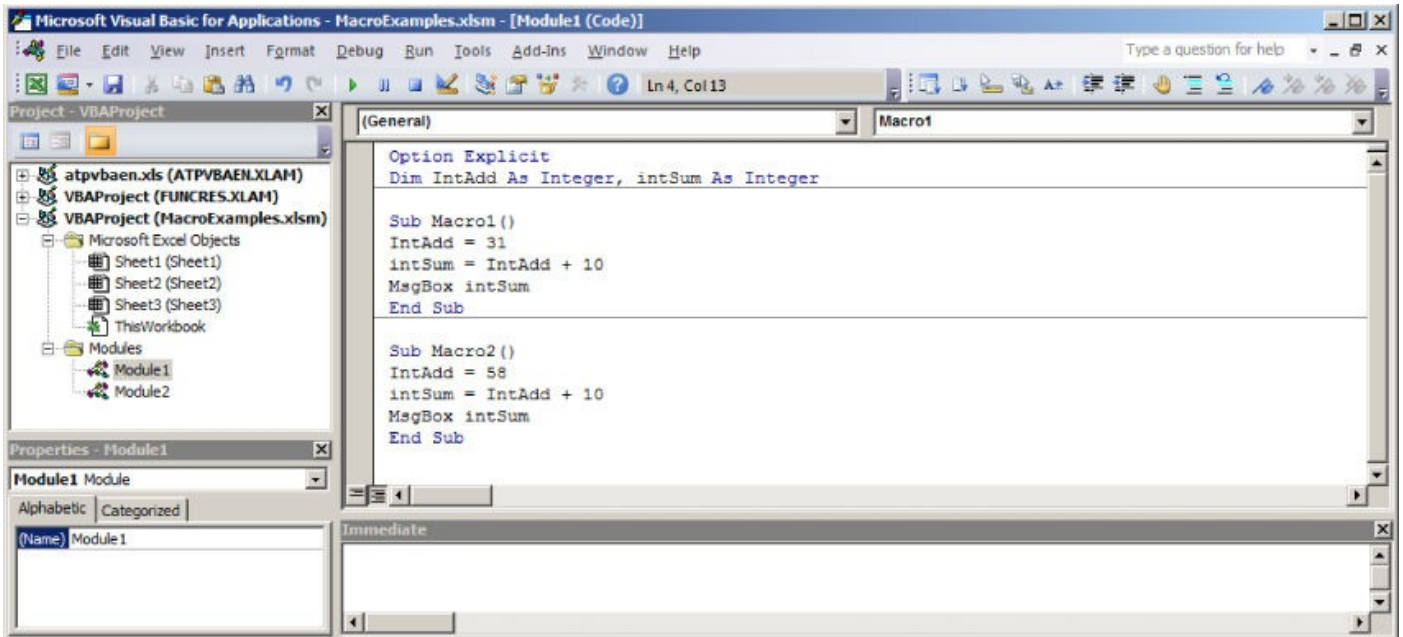 Microsoft Visual Basic for Applications - MacroExamples.xlsm - [Module1 (Code)]
File Edit View Insert Format Debug Run Tools Add-Ins Window Help
Type a question for help
Ln 4, Col 13
Project - VBAProject
atpvbaen.xls (ATPVBAEN.XLAM)
VBAProject (FUNCRES.XLAM)
VBAProject (MacroExamples.xlsm)
Microsoft Excel Objects
Sheet1 (Sheet1)
Sheet2 (Sheet2)
Sheet3 (Sheet3)
ThisWorkbook
Modules
Module1
Module2
Properties - Module1
Module1 Module
Alphabetic Categorized
(Name) Module1
(General) Macro1
Option Explicit
Dim IntAdd As Integer, intSum As Integer
Sub Macro1()
IntAdd = 31
intSum = IntAdd + 10
MsgBox intSum
End Sub
Sub Macro2()
IntAdd = 58
intSum = IntAdd + 10
MsgBox intSum
End Sub
Immediate